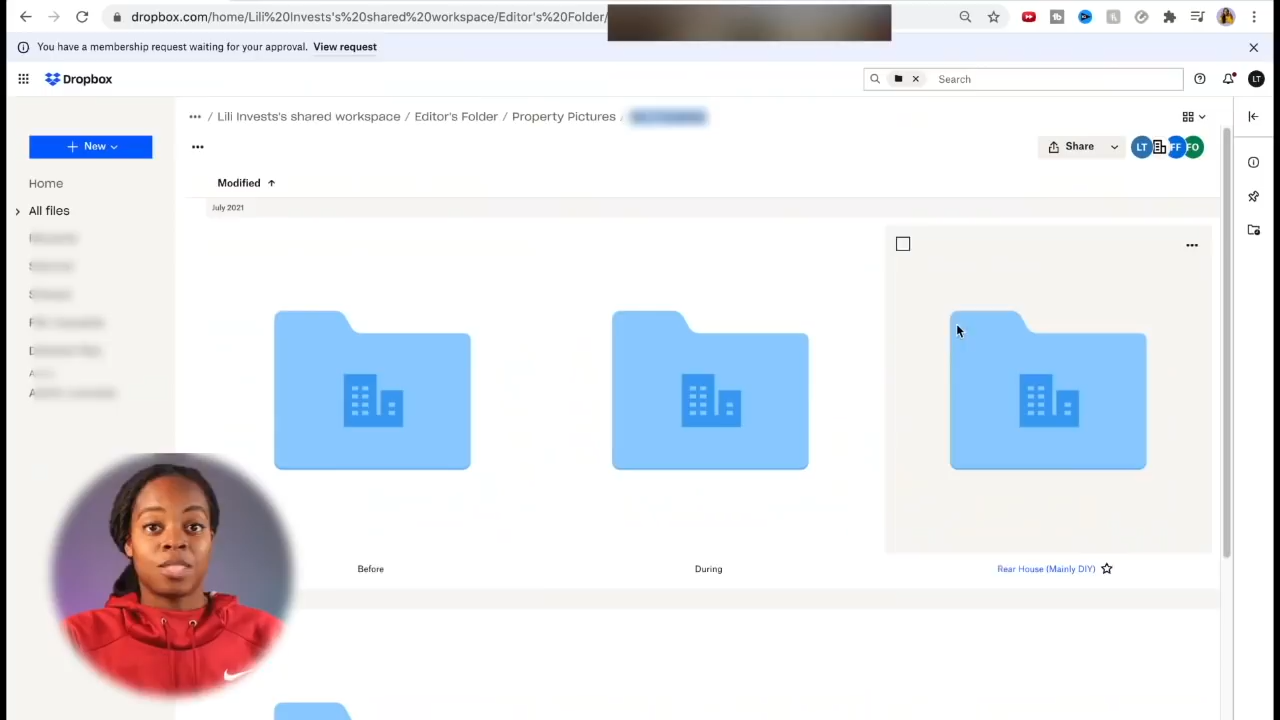 dropbox.com/home/Lili%20Invests's%20shared%20workspace/Editor's%20Folder/
You have a membership request waiting for your approval. View request
Dropbox
Search
LT
... / Lili Invests's shared workspace / Editor's Folder / Property Pictures /
New
...
Share
LT FF FO
Home
Modified
All files
July 2021
Before
During
Rear House (Mainly DIY)